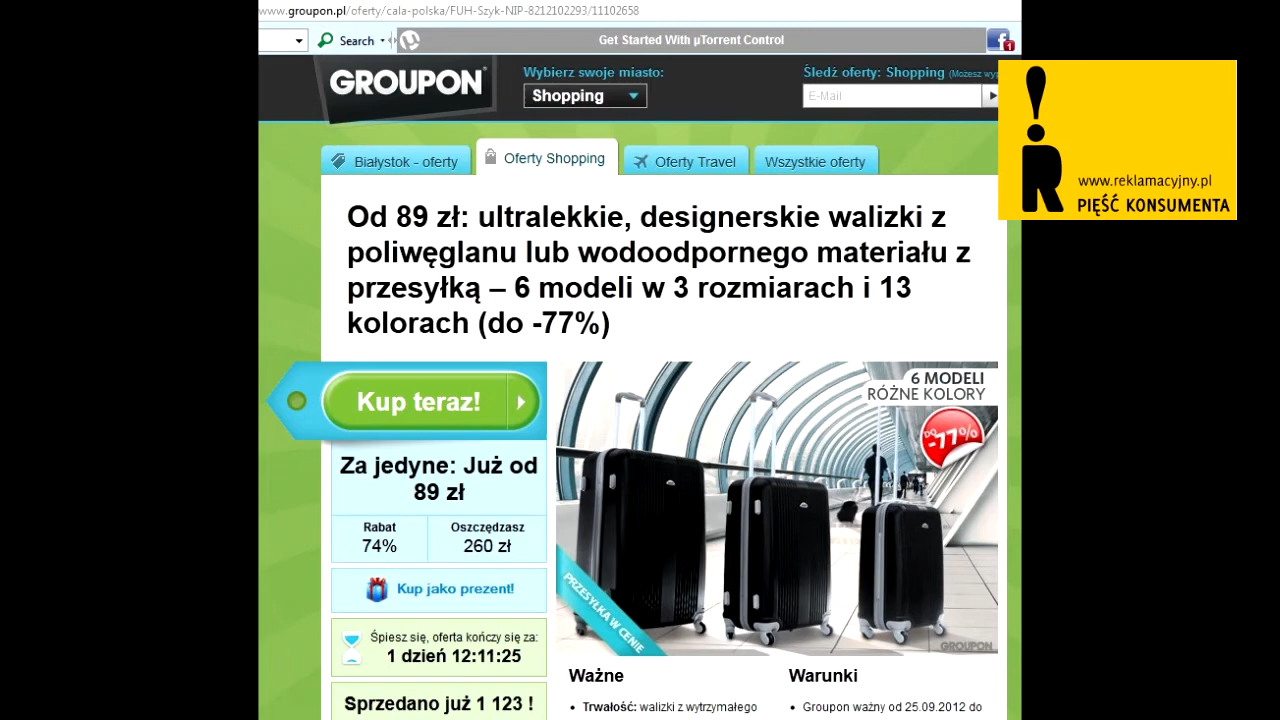 www.groupon.pl/oferty/cala-polska/FUH-Szyk-NIP-8212102293/11102658
Search
Get Started With µTorrent Control
1
GROUPON
Wybierz swoje miasto:
Shopping
Śledź oferty: Shopping
E-Mail
www.reklamacyjny.pl
PIĘŚĆ KONSUMENTA
Białystok - oferty
Oferty Shopping
Oferty Travel
Wszystkie oferty
Od 89 zł: ultralekkie, designerskie walizki z
poliwęglanu lub wodoodpornego materiału z
przesyłką – 6 modeli w 3 rozmiarach i 13
kolorach (do -77%)
Kup teraz!
6 MODELI
RÓŻNE KOLORY
DO -77%
Za jedyne: Już od
89 zł
Rabat
74%
Oszczędzasz
260 zł
Kup jako prezent!
PRZESYŁKA W CENIE
GROUPON
Śpiesz się, oferta kończy się za:
1 dzień 12:11:25
Sprzedano już 1 123 !
Ważne
Trwałość: walizki z wytrzymałego
Warunki
Groupon ważny od 25.09.2012 do